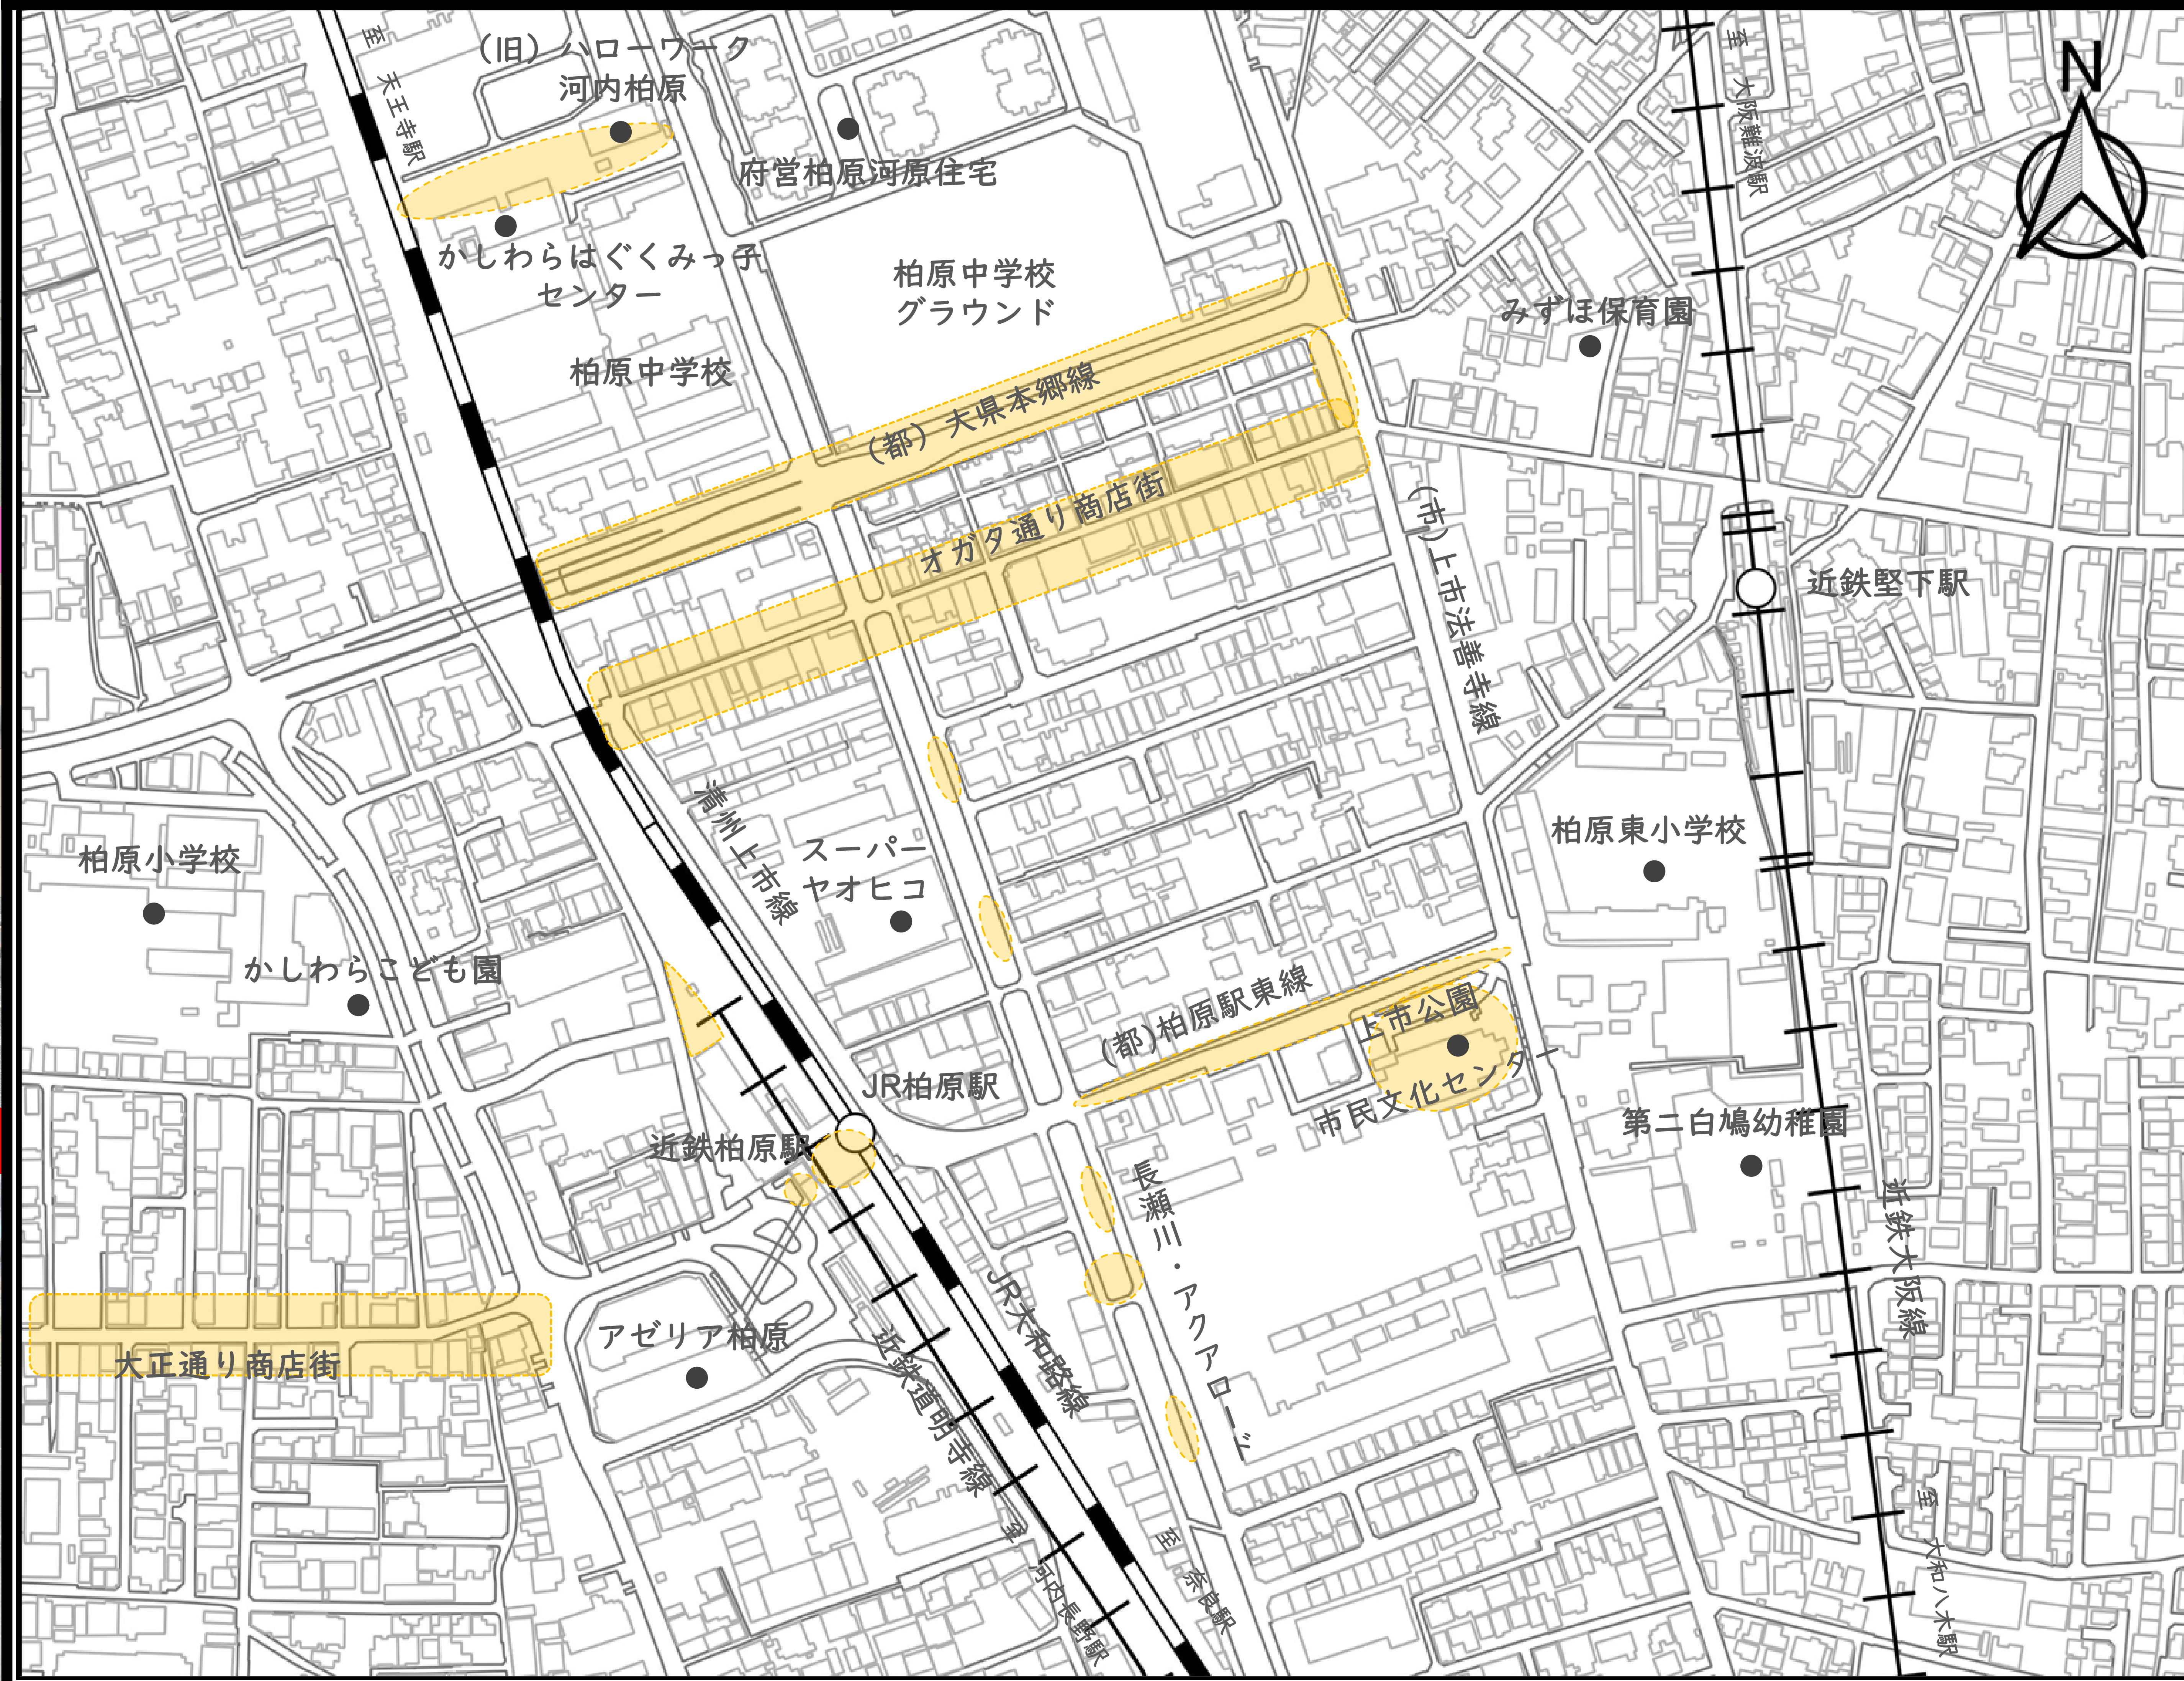 至 天王寺駅
（旧）ハローワーク
河内柏原
府営柏原河原住宅
至 大阪難波駅
N
かしわらはぐくみっ子
センター
柏原中学校
グラウンド
みずほ保育園
柏原中学校
（都）大県本郷線
オガタ通り商店街
(市)上市法善寺線
近鉄堅下駅
清州上市線
スーパー
ヤオヒコ
柏原東小学校
柏原小学校
かしわらこども園
(都)柏原駅東線
上市公園
市民文化センター
JR柏原駅
近鉄柏原駅
第二白鳩幼稚園
長瀬川・アクアロード
近鉄大阪線
JR大和路線
アゼリア柏原
近鉄道明寺線
大正通り商店街
至 河内長野駅
至 奈良駅
至 大和八木駅